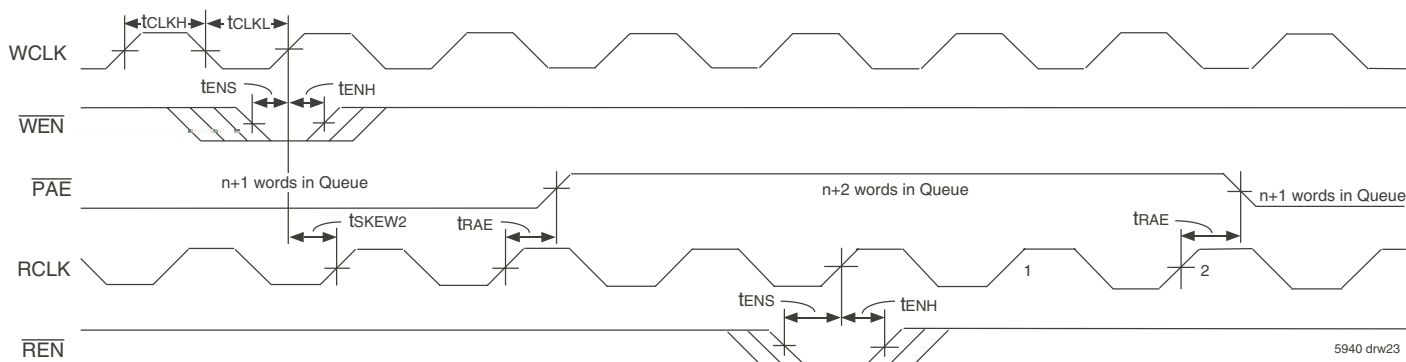 tCLKH tCLKL
WCLK
tENS tENH
WEN
PAE n+1 words in Queue n+2 words in Queue n+1 words in Queue
tSKEW2 tRAE tRAE
RCLK 1 2
tENS tENH
REN
5940 drw23